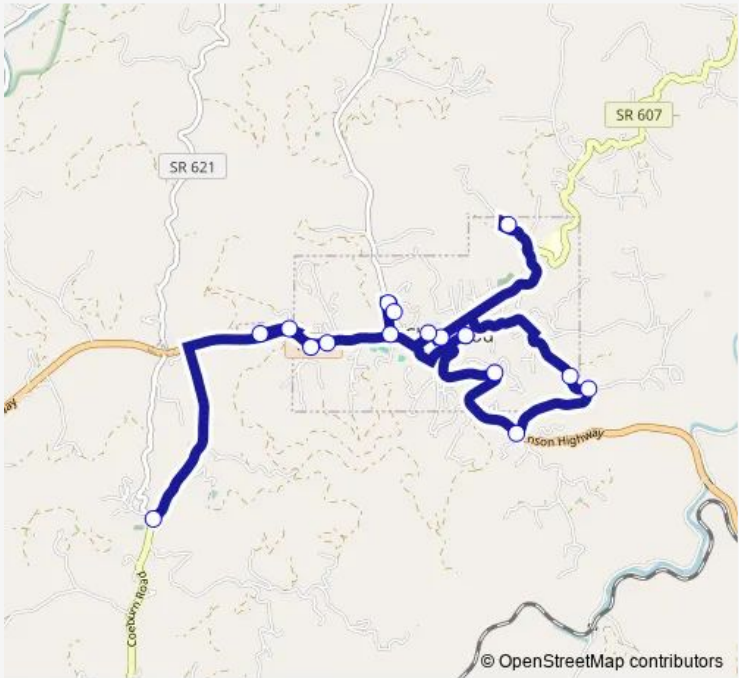 SR 607
SR 621
nson Highway
Coeburn Road
© OpenStreetMap contributors